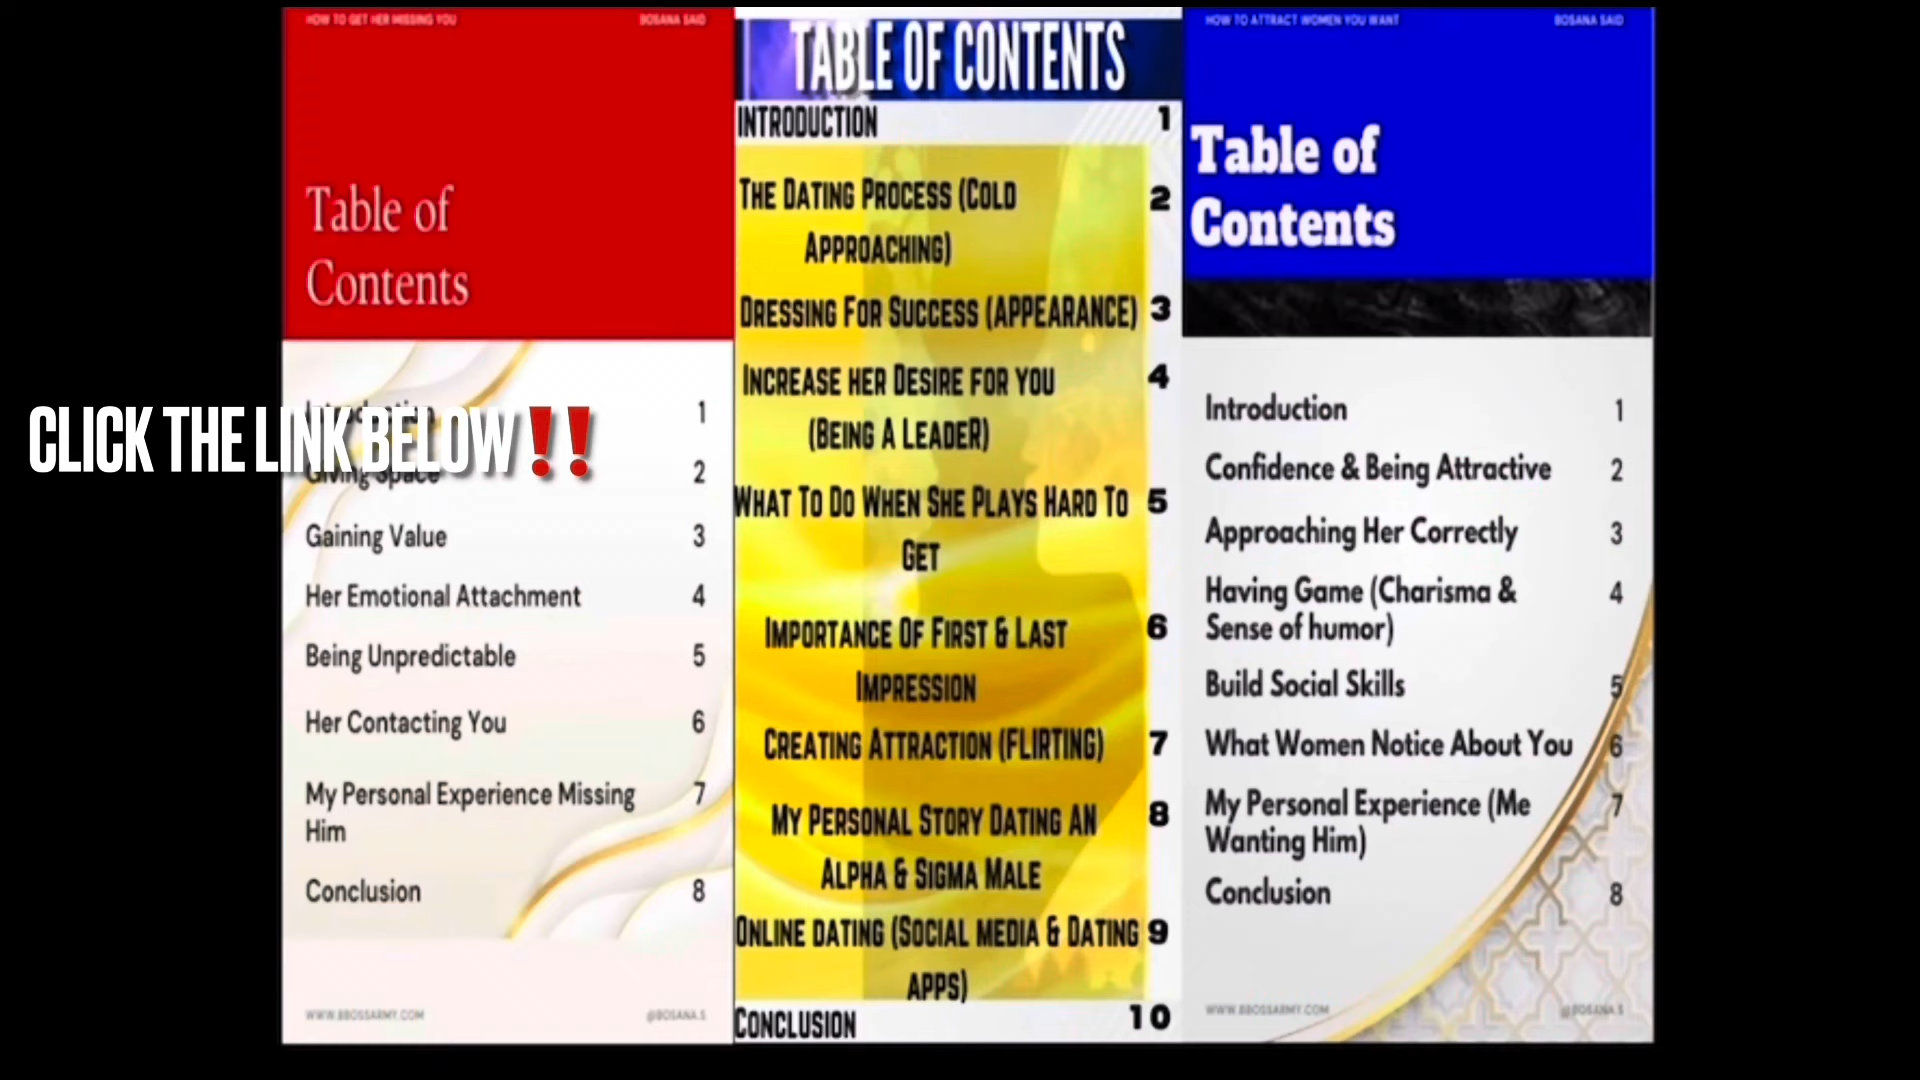 HOW TO GET HER MISSING YOU
BOSANA SAID
Table of
Contents
Introduction 1
Giving Space 2
Gaining Value 3
Her Emotional Attachment 4
Being Unpredictable 5
Her Contacting You 6
My Personal Experience Missing 7
Him
Conclusion 8
WWW.BBOSSARMY.COM
@BOSANA.S
CLICK THE LINK BELOW‼️
TABLE OF CONTENTS
INTRODUCTION 1
THE DATING PROCESS (COLD 2
APPROACHING)
DRESSING FOR SUCCESS (APPEARANCE) 3
INCREASE HER DESIRE FOR YOU 4
(BEING A LEADER)
WHAT TO DO WHEN SHE PLAYS HARD TO 5
GET
IMPORTANCE OF FIRST & LAST 6
IMPRESSION
CREATING ATTRACTION (FLIRTING) 7
MY PERSONAL STORY DATING AN 8
ALPHA & SIGMA MALE
ONLINE DATING (SOCIAL MEDIA & DATING 9
APPS)
CONCLUSION 10
HOW TO ATTRACT WOMEN YOU WANT
BOSANA SAID
Table of
Contents
Introduction 1
Confidence & Being Attractive 2
Approaching Her Correctly 3
Having Game (Charisma & 4
Sense of humor)
Build Social Skills 5
What Women Notice About You 6
My Personal Experience (Me 7
Wanting Him)
Conclusion 8
WWW.BBOSSARMY.COM
@BOSANA.S